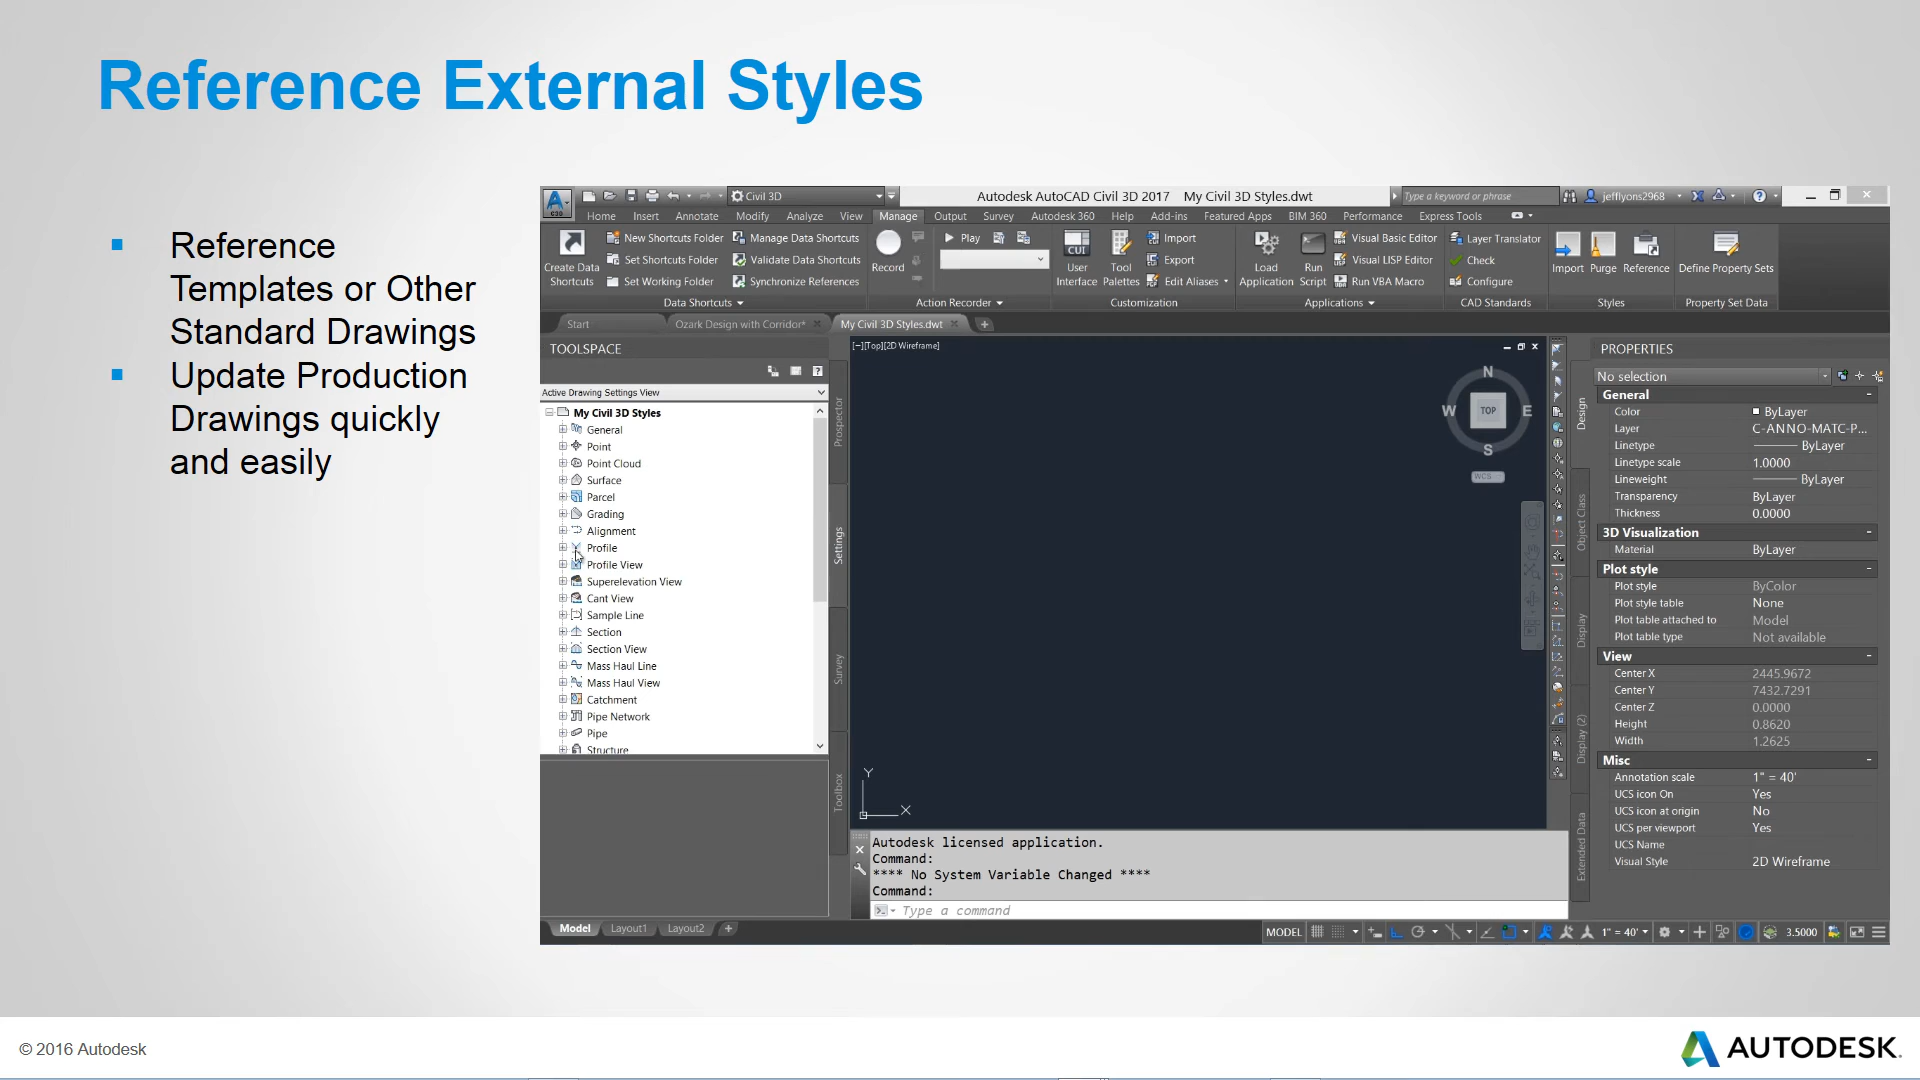 Reference External Styles
Reference
Templates or Other
Standard Drawings
Update Production
Drawings quickly
and easily
Civil 3D
Autodesk AutoCAD Civil 3D 2017 My Civil 3D Styles.dwt
Type a keyword or phrase
jefflyons2968
Home Insert Annotate Modify Analyze View Manage Output Survey Autodesk 360 Help Add-ins Featured Apps BIM 360 Performance Express Tools
Create Data
Shortcuts
New Shortcuts Folder
Set Shortcuts Folder
Set Working Folder
Manage Data Shortcuts
Validate Data Shortcuts
Synchronize References
Data Shortcuts
Record
Play
Action Recorder
CUI
User
Interface
Tool
Palettes
Import
Export
Edit Aliases
Customization
Load
Application
Run
Script
Visual Basic Editor
Visual LISP Editor
Run VBA Macro
Applications
Layer Translator
Check
Configure
CAD Standards
Import
Purge
Reference
Styles
Define Property Sets
Property Set Data
Start
Ozark Design with Corridor*
My Civil 3D Styles.dwt
TOOLSPACE
Active Drawing Settings View
My Civil 3D Styles
General
Point
Point Cloud
Surface
Parcel
Grading
Alignment
Profile
Profile View
Superelevation View
Cant View
Sample Line
Section
Section View
Mass Haul Line
Mass Haul View
Catchment
Pipe Network
Pipe
Structure
Prospector
Settings
Survey
Toolbox
[−][Top][2D Wireframe]
N
W
TOP
E
S
WCS
Y
X
Autodesk licensed application.
Command:
**** No System Variable Changed ****
Command:
Type a command
PROPERTIES
No selection
General
Color ByLayer
Layer C-ANNO-MATC-P...
Linetype ByLayer
Linetype scale 1.0000
Lineweight ByLayer
Transparency ByLayer
Thickness 0.0000
3D Visualization
Material ByLayer
Plot style
Plot style ByColor
Plot style table None
Plot table attached to Model
Plot table type Not available
View
Center X 2445.9672
Center Y 7432.7291
Center Z 0.0000
Height 0.8620
Width 1.2625
Misc
Annotation scale 1" = 40'
UCS icon On Yes
UCS icon at origin No
UCS per viewport Yes
UCS Name
Visual Style 2D Wireframe
Design
Object Class
Display
Display (2)
Extended Data
Model Layout1 Layout2
MODEL
1" = 40'
3.5000
© 2016 Autodesk
AUTODESK.